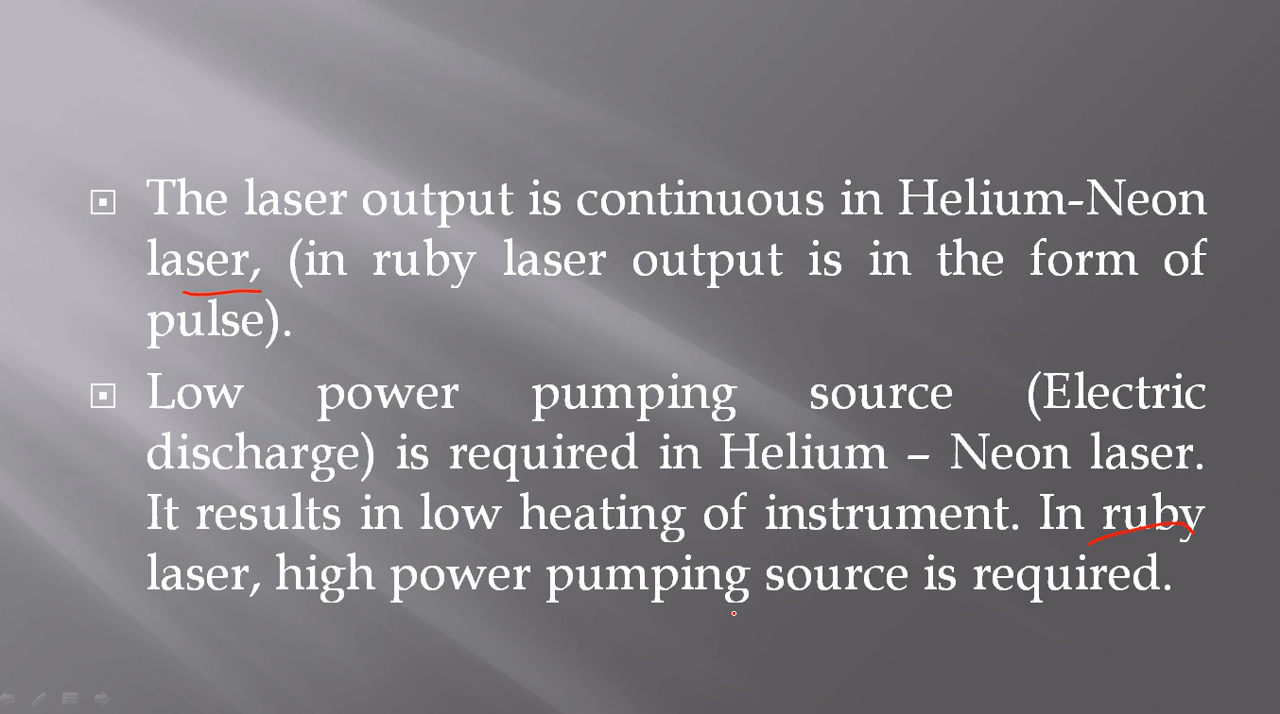 The laser output is continuous in Helium-Neon
laser, (in ruby laser output is in the form of
pulse).
Low power pumping source (Electric
discharge) is required in Helium – Neon laser.
It results in low heating of instrument. In ruby
laser, high power pumping source is required.